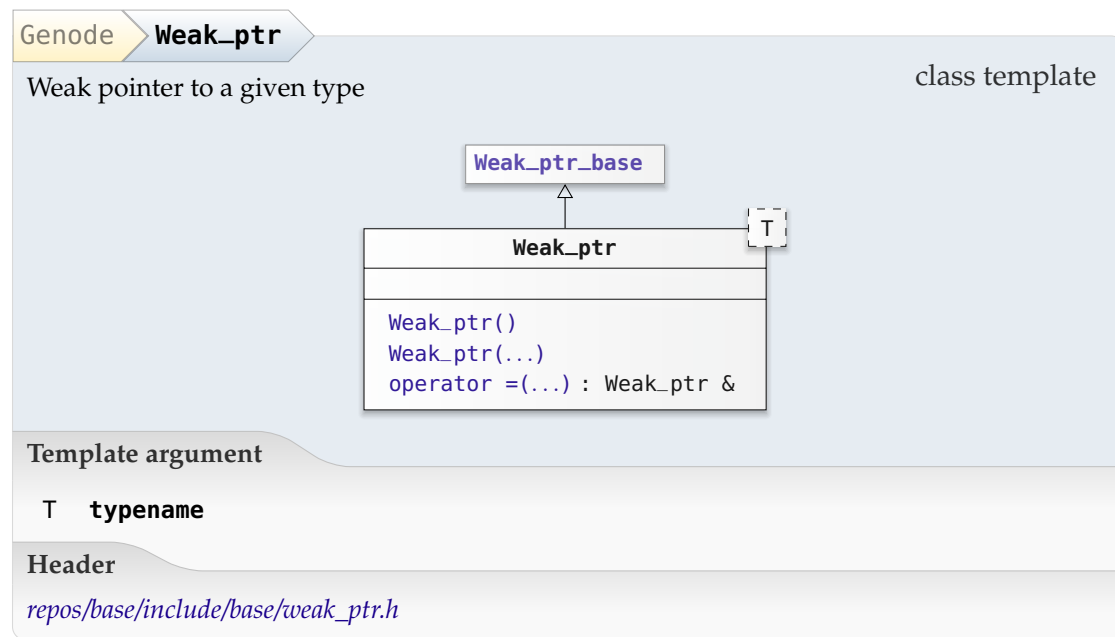 Genode Weak_ptr
Weak pointer to a given type
class template
Weak_ptr_base
T
Weak_ptr
Weak_ptr()
Weak_ptr(...)
operator =(...) : Weak_ptr &
Template argument
T typename
Header
repos/base/include/base/weak_ptr.h